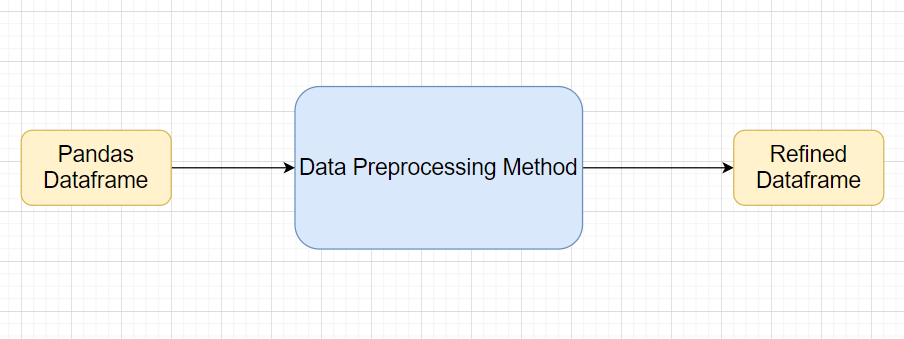 Pandas
Dataframe
Data Preprocessing Method
Refined
Dataframe